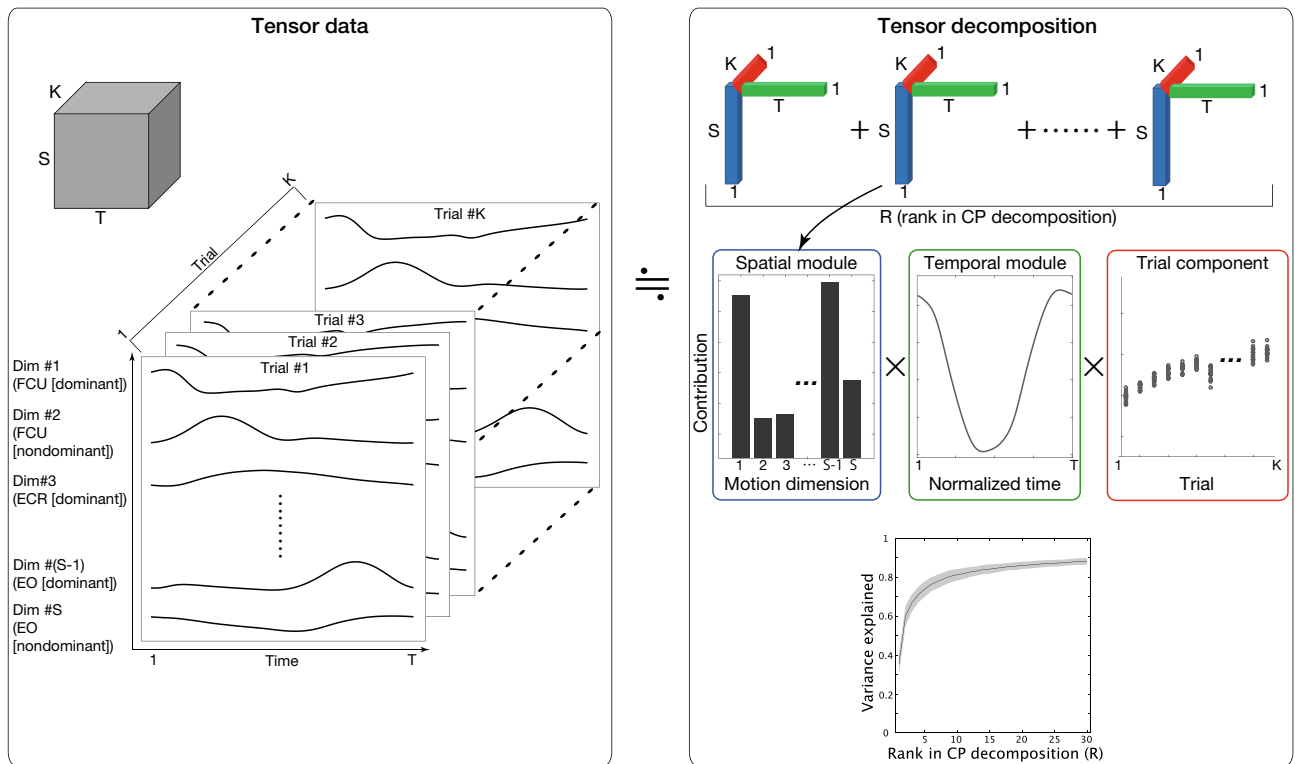 Tensor data
K
S
T
Trial
K
1
Trial #K
Trial #3
Trial #2
Trial #1
Dim #1
(FCU [dominant])
Dim #2
(FCU
[nondominant])
Dim#3
(ECR [dominant])
Dim #(S-1)
(EO [dominant])
Dim #S
(EO
[nondominant])
1
Time
T
≒
Tensor decomposition
K 1
T 1
S
1
+
K 1
T 1
S
1
+ ...... +
K 1
T 1
S
1
R (rank in CP decomposition)
Spatial module
Contribution
...
1 2 3 ... S-1 S
Motion dimension
×
Temporal module
1 T
Normalized time
×
Trial component
...
1 K
Trial
Variance explained
1
0.8
0.6
0.4
0.2
0
5 10 15 20 25 30
Rank in CP decomposition (R)